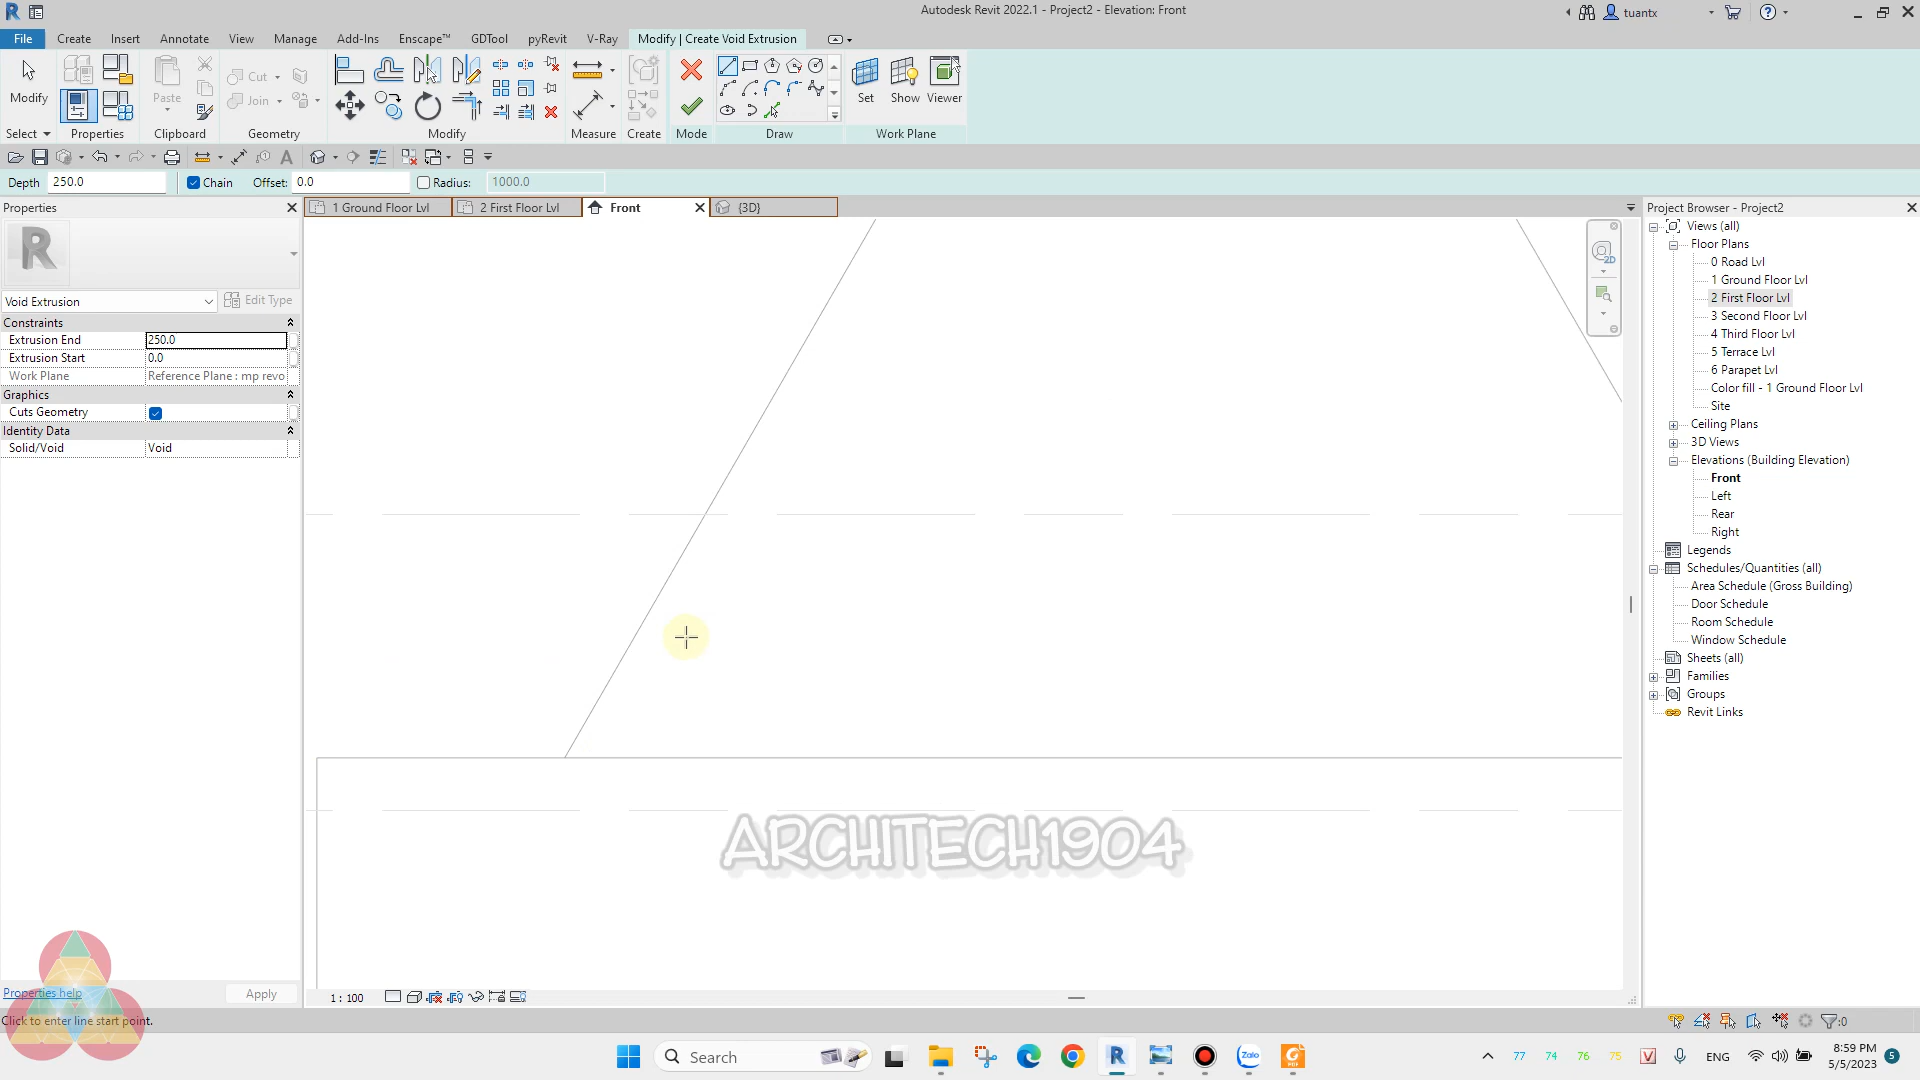 Autodesk Revit 2022.1 - Project2 - Elevation: Front
tuantx
File Create Insert Annotate View Manage Add-Ins Enscape™ GDTool pyRevit V-Ray Modify | Create Void Extrusion
Modify
Paste
Cut
Join
Set Show Viewer
Select Properties Clipboard Geometry Modify Measure Create Mode Draw Work Plane
Depth 250.0 Chain Offset: 0.0 Radius: 1000.0
Properties
1 Ground Floor Lvl 2 First Floor Lvl Front {3D}
Void Extrusion Edit Type
Constraints
Extrusion End 250.0
Extrusion Start 0.0
Work Plane Reference Plane : mp revo
Graphics
Cuts Geometry
Identity Data
Solid/Void Void
Properties help
Apply
2D
Project Browser - Project2
Views (all)
Floor Plans
0 Road Lvl
1 Ground Floor Lvl
2 First Floor Lvl
3 Second Floor Lvl
4 Third Floor Lvl
5 Terrace Lvl
6 Parapet Lvl
Color fill - 1 Ground Floor Lvl
Site
Ceiling Plans
3D Views
Elevations (Building Elevation)
Front
Left
Rear
Right
Legends
Schedules/Quantities (all)
Area Schedule (Gross Building)
Door Schedule
Room Schedule
Window Schedule
Sheets (all)
Families
Groups
Revit Links
ARCHITECH1904
1 : 100
Click to enter line start point.
:0
Search
Zalo
77 74 76 75
ENG
8:59 PM
5/5/2023
5